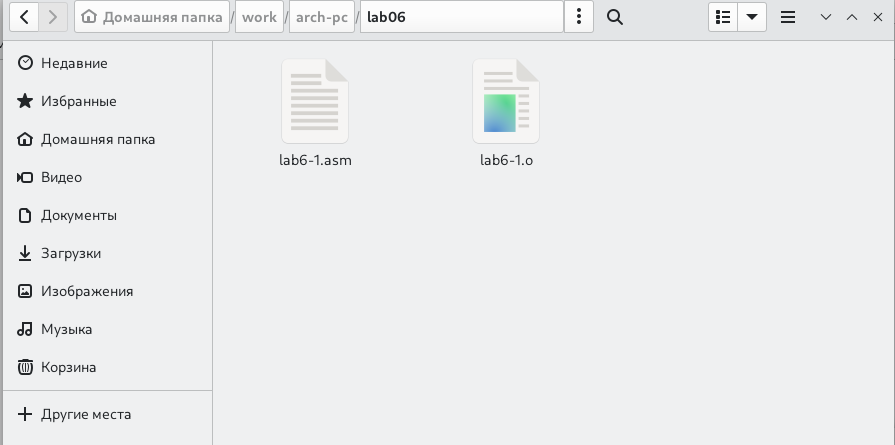 Домашняя папка / work / arch-pc / lab06
Недавние
Избранные
Домашняя папка
Видео
Документы
Загрузки
Изображения
Музыка
Корзина
Другие места
lab6-1.asm
lab6-1.o